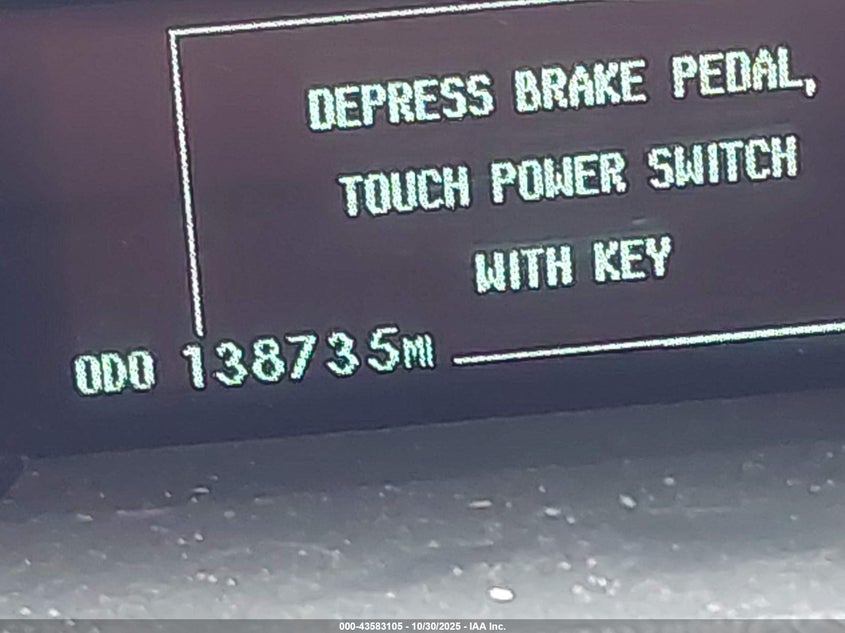 DEPRESS BRAKE PEDAL,
TOUCH POWER SWITCH
WITH KEY
ODO 138735MI
000-43583105 - 10/30/2025 - IAA Inc.